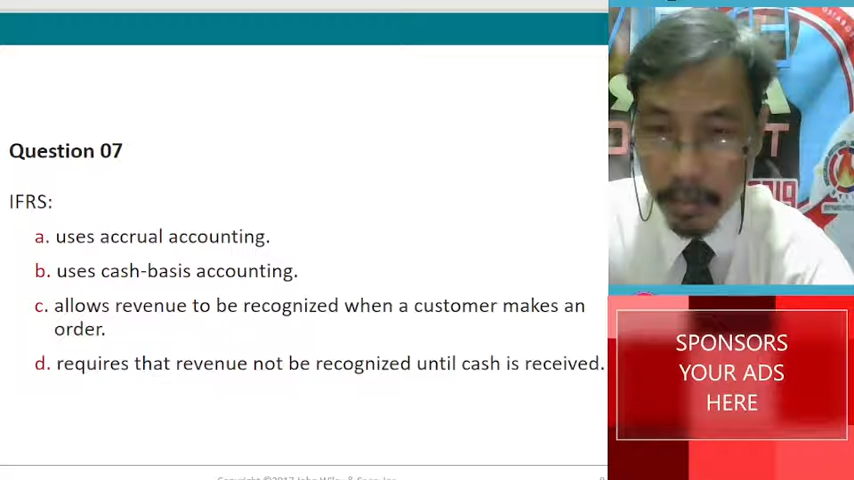 Question 07
IFRS:
a. uses accrual accounting.
b. uses cash-basis accounting.
c. allows revenue to be recognized when a customer makes an
order.
d. requires that revenue not be recognized until cash is received.
SPONSORS
YOUR ADS
HERE